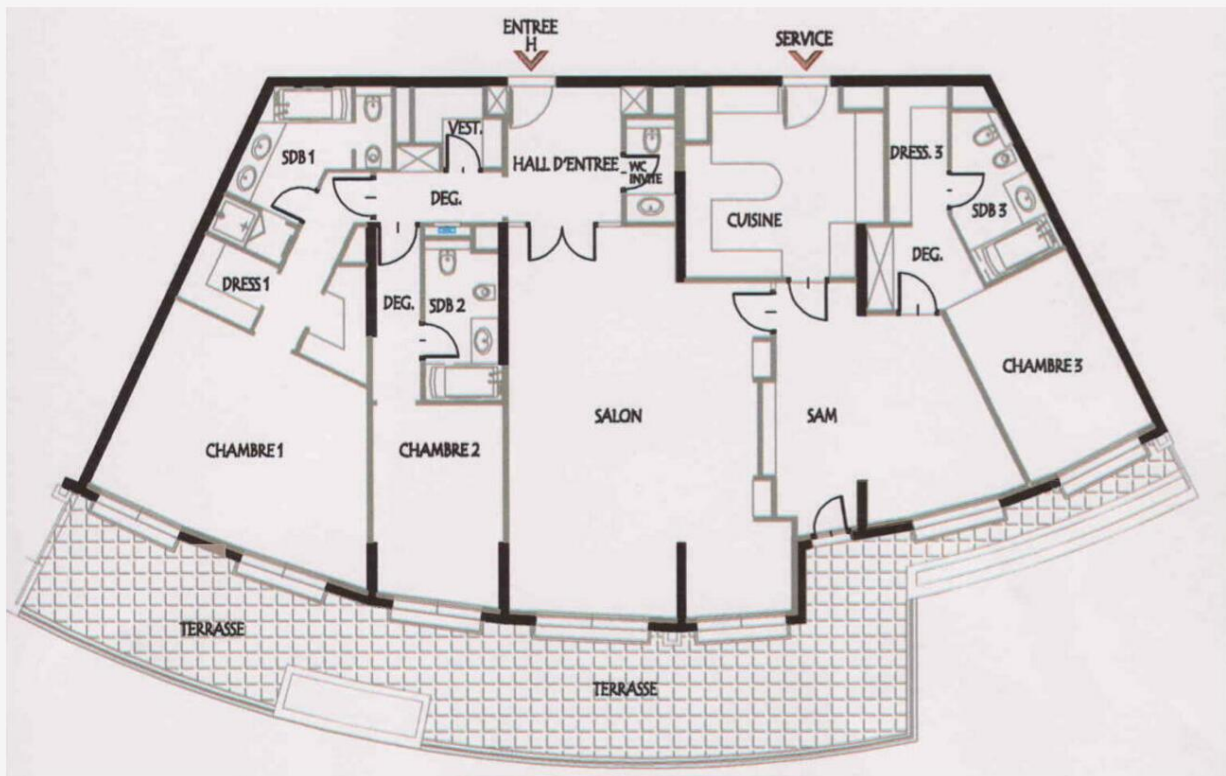 ENTREE
H
SERVICE
SDB 1
VEST.
HALL D'ENTREE
WC
INVITE
DEG.
CUISINE
DRESS. 3
SDB 3
DEG.
DRESS 1
DEG.
SDB 2
CHAMBRE 3
CHAMBRE 1
CHAMBRE 2
SALON
SAM
TERRASSE
TERRASSE